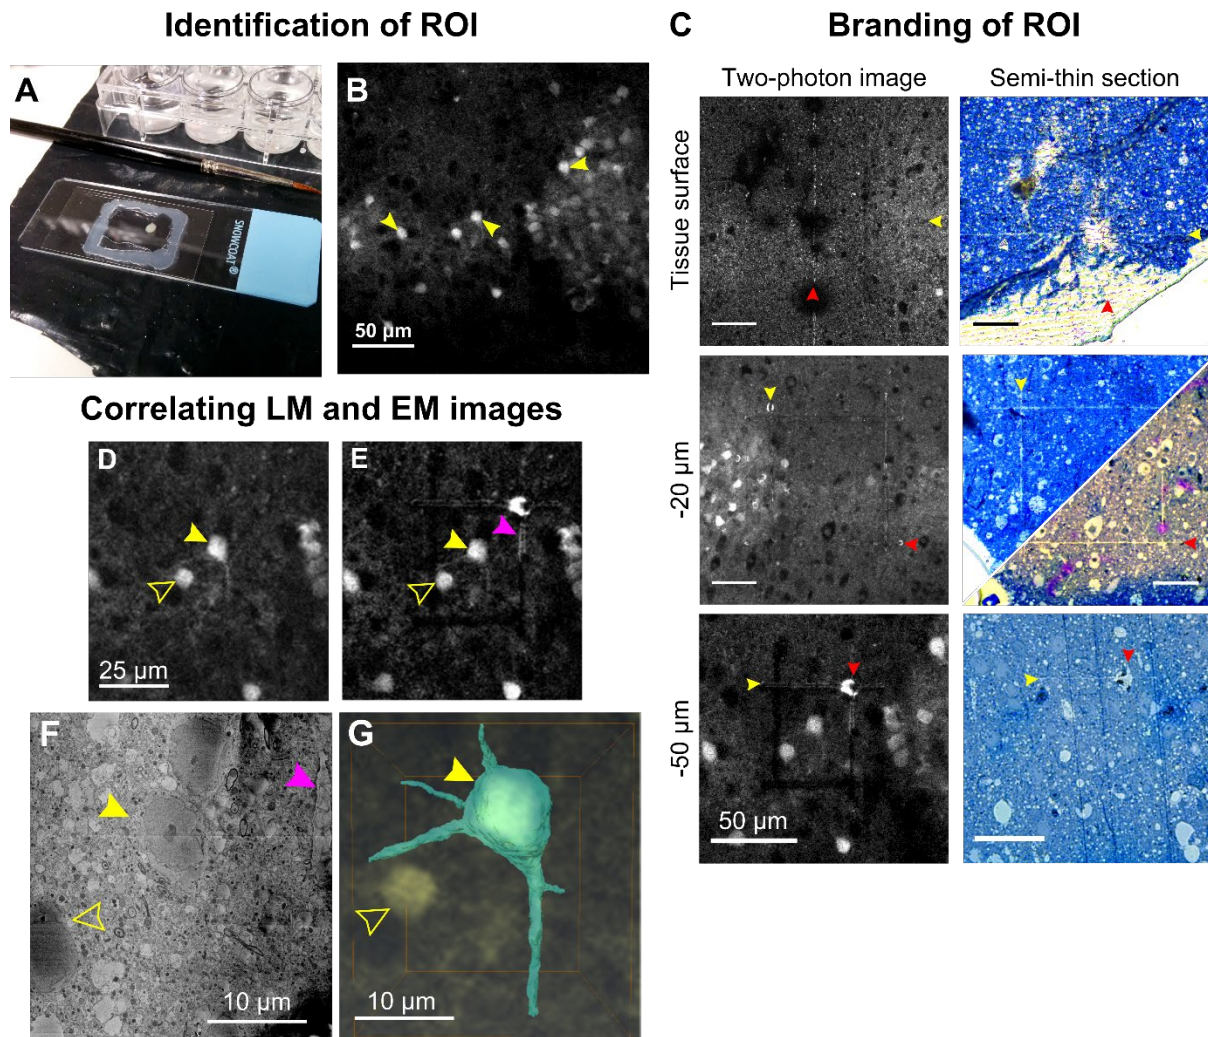 Identification of ROI
A
SNOWCOAT ®
B
50 µm
C
Branding of ROI
Two-photon image
Semi-thin section
Tissue surface
-20 µm
-50 µm
50 µm
Correlating LM and EM images
D
25 µm
E
F
10 µm
G
10 µm